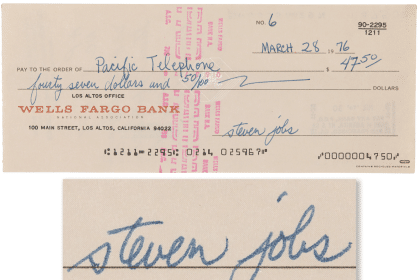 NO. 6
90-2295
1211
MARCH 28 1976
PAY TO THE ORDER OF Pacific Telephone $ 47.50
fourty seven dollars and 50/100 DOLLARS
LOS ALTOS OFFICE
WELLS FARGO BANK
NATIONAL ASSOCIATION
100 MAIN STREET, LOS ALTOS, CALIFORNIA 94022
steven jobs
⑆1211⑉2295⑆ 0214 025967⑈ ⑈0000004750⑈
steven jobs